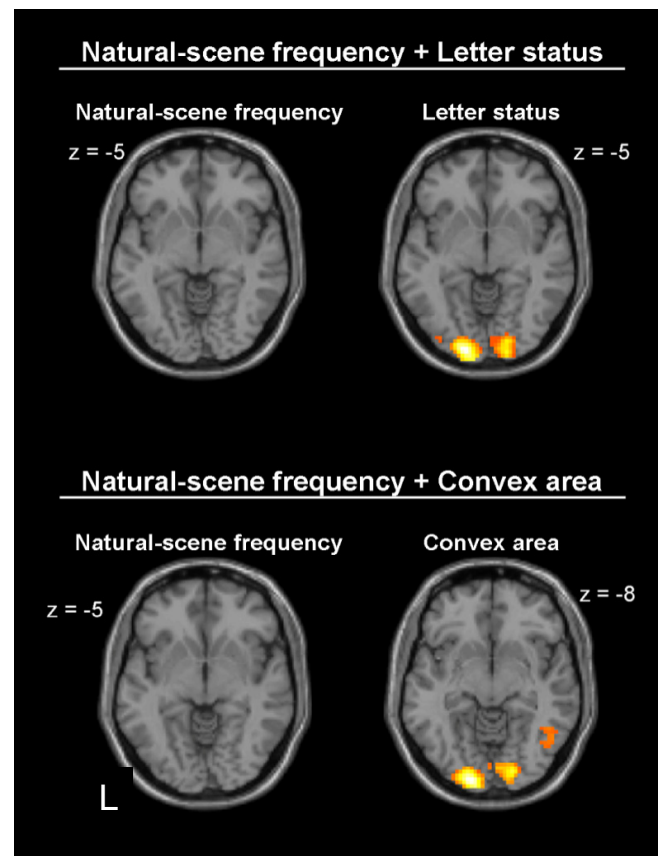 Natural-scene frequency + Letter status
Natural-scene frequency
Letter status
z = -5
z = -5
Natural-scene frequency + Convex area
Natural-scene frequency
Convex area
z = -5
z = -8
L